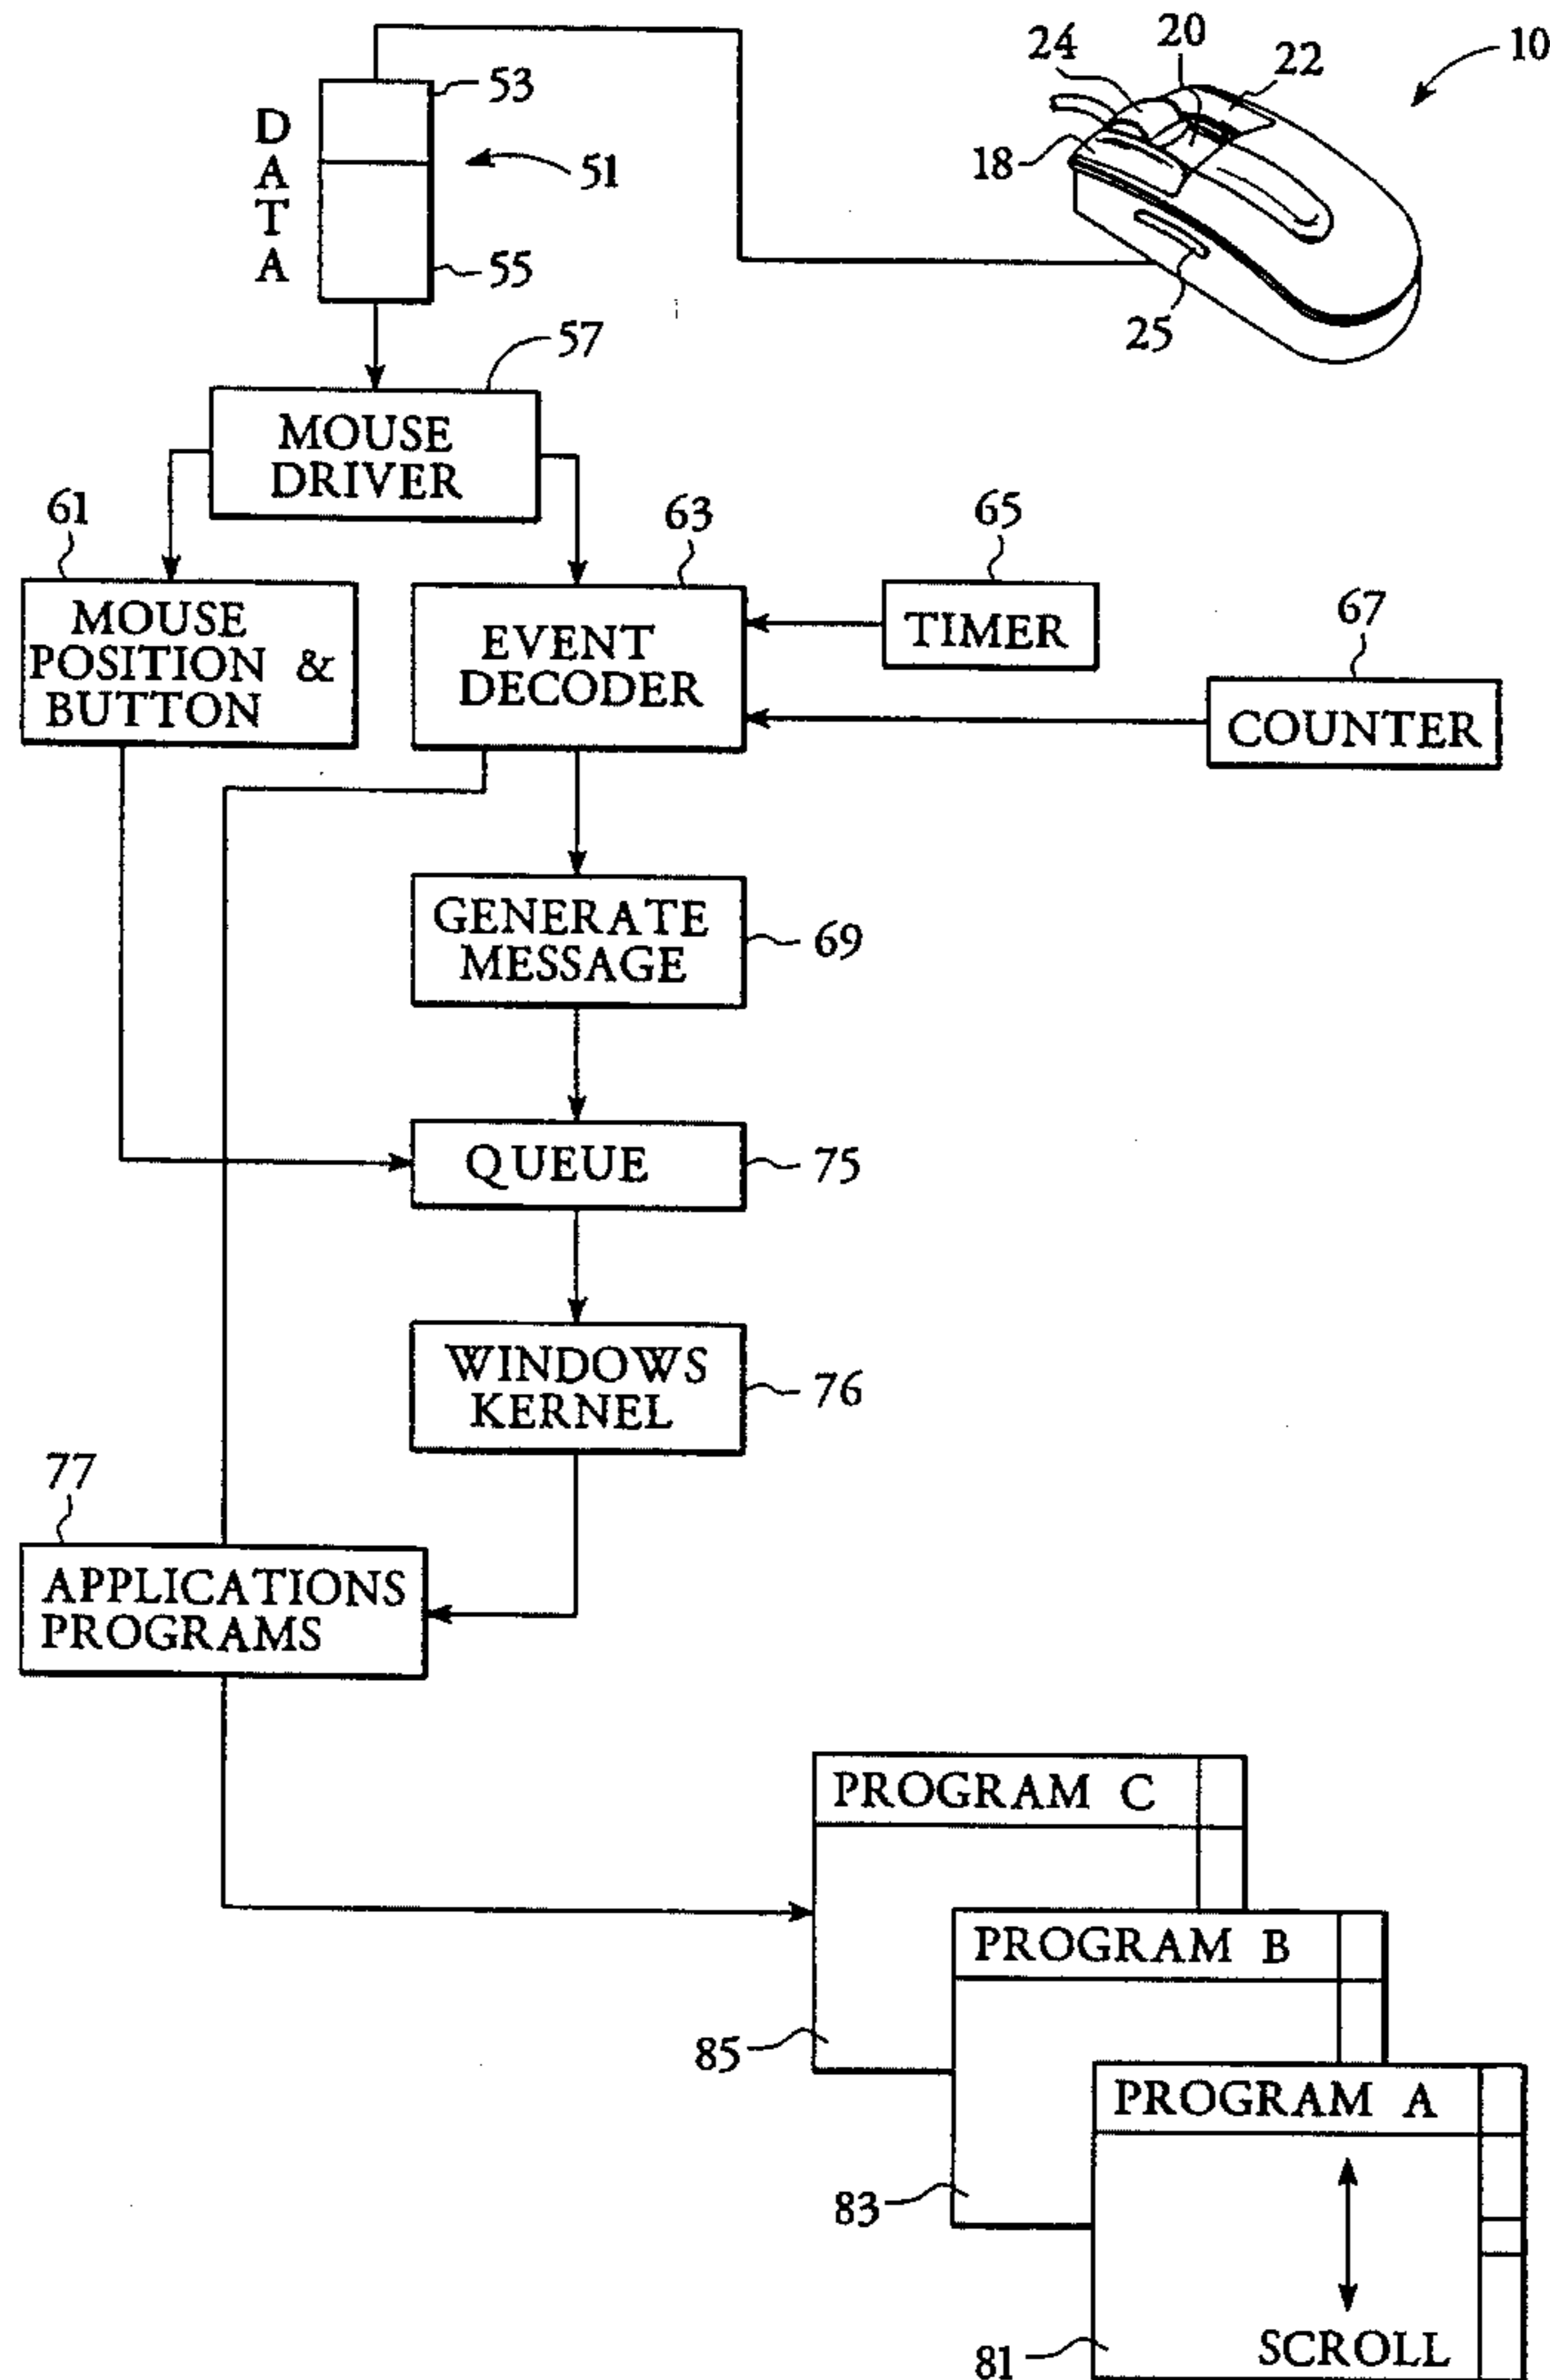 10
20
24
22
18
25
53
51
55
DATA
57
MOUSE
DRIVER
61
63
65
67
MOUSE
POSITION &
BUTTON
EVENT
DECODER
TIMER
COUNTER
GENERATE
MESSAGE
69
QUEUE
75
WINDOWS
KERNEL
76
77
APPLICATIONS
PROGRAMS
PROGRAM C
PROGRAM B
85
PROGRAM A
83
SCROLL
81